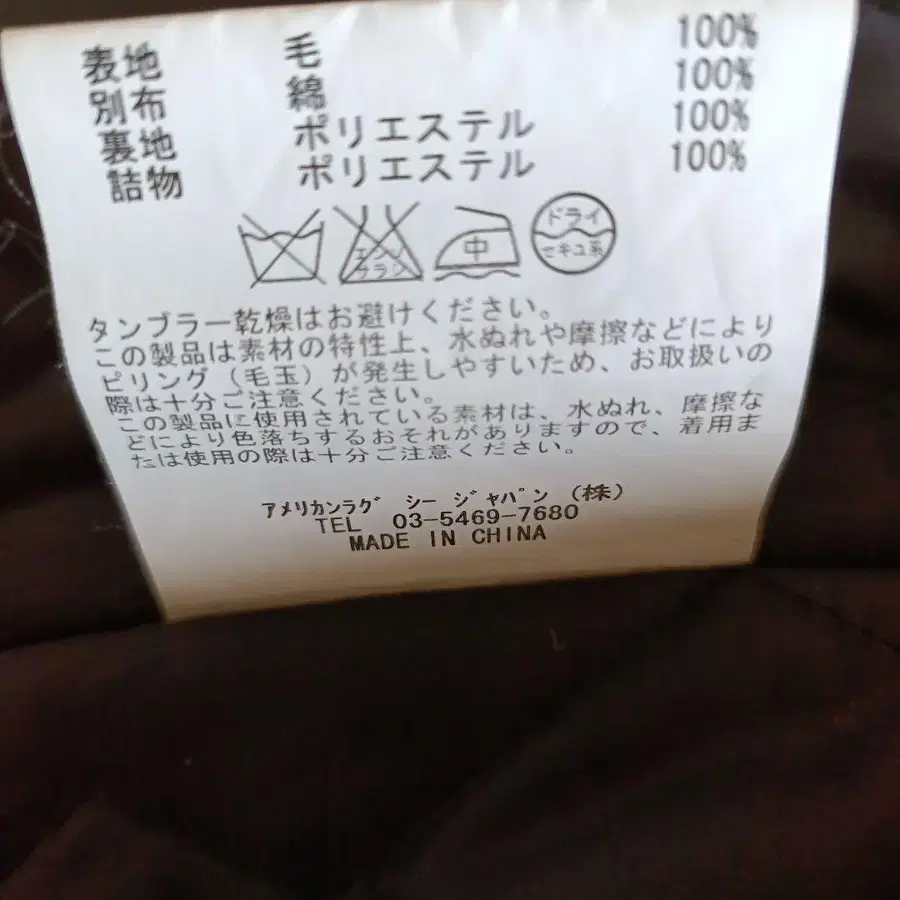 表地 毛 100%
別布 綿 100%
裏地 ポリエステル 100%
詰物 ポリエステル 100%
エンソサラシ 中 ドライ セキユ系
タンブラー乾燥はお避けください。
この製品は素材の特性上、水ぬれや摩擦などにより
ピリング(毛玉)が発生しやすいため、お取扱いの
際は十分ご注意ください。
この製品に使用されている素材は、水ぬれ、摩擦な
どにより色落ちするおそれがありますので、着用ま
たは使用の際は十分ご注意ください。
アメリカンラグ シー ジャパン (株)
TEL 03-5469-7680
MADE IN CHINA